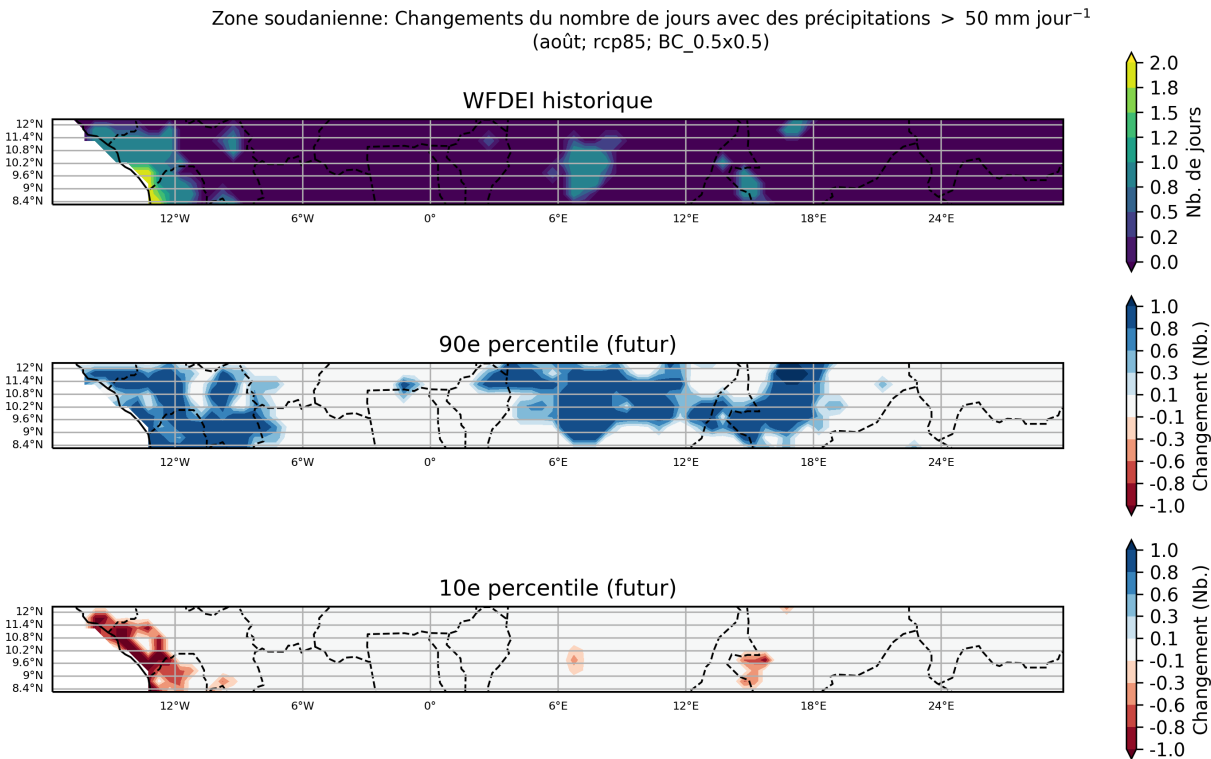 Zone soudanienne: Changements du nombre de jours avec des précipitations > 50 mm jour⁻¹
(août; rcp85; BC_0.5x0.5)
WFDEI historique
12°N
11.4°N
10.8°N
10.2°N
9.6°N
9°N
8.4°N
12°W 6°W 0° 6°E 12°E 18°E 24°E
2.0
1.8
1.5
1.2
1.0
0.8
0.5
0.2
0.0
Nb. de jours
90e percentile (futur)
12°N
11.4°N
10.8°N
10.2°N
9.6°N
9°N
8.4°N
12°W 6°W 0° 6°E 12°E 18°E 24°E
1.0
0.8
0.6
0.3
0.1
-0.1
-0.3
-0.6
-0.8
-1.0
Changement (Nb.)
10e percentile (futur)
12°N
11.4°N
10.8°N
10.2°N
9.6°N
9°N
8.4°N
12°W 6°W 0° 6°E 12°E 18°E 24°E
1.0
0.8
0.6
0.3
0.1
-0.1
-0.3
-0.6
-0.8
-1.0
Changement (Nb.)